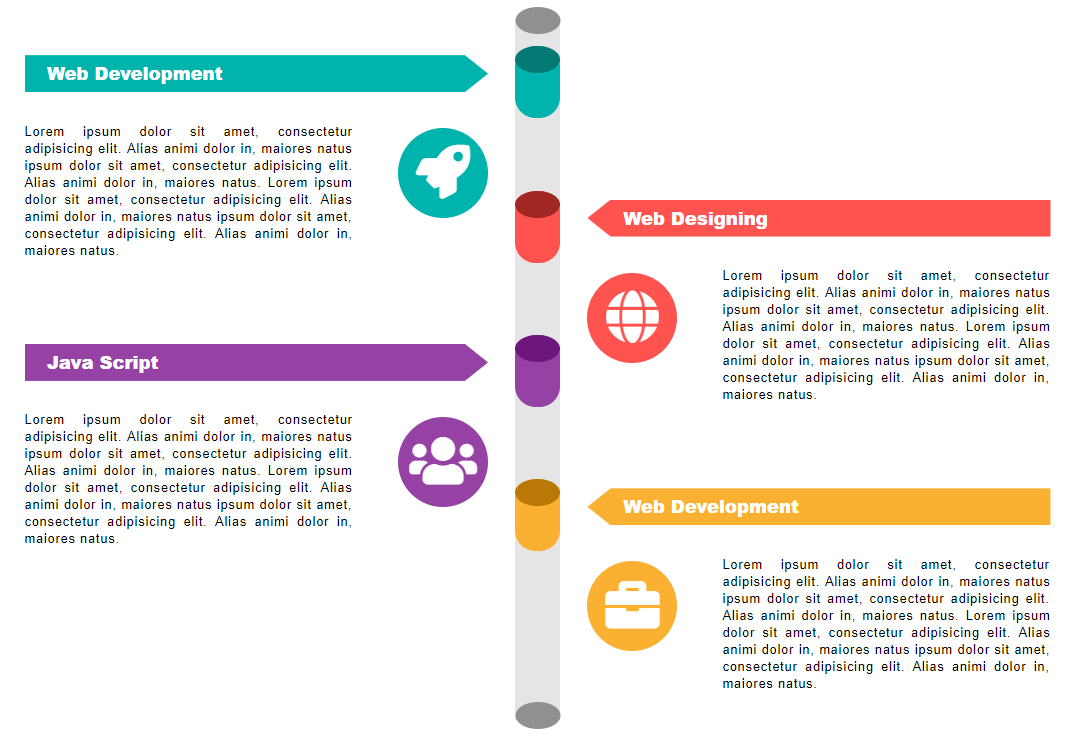 Web Development
Lorem ipsum dolor sit amet, consectetur
adipisicing elit. Alias animi dolor in, maiores natus
ipsum dolor sit amet, consectetur adipisicing elit.
Alias animi dolor in, maiores natus. Lorem ipsum
dolor sit amet, consectetur adipisicing elit. Alias
animi dolor in, maiores natus ipsum dolor sit amet,
consectetur adipisicing elit. Alias animi dolor in,
maiores natus.
Web Designing
Lorem ipsum dolor sit amet, consectetur
adipisicing elit. Alias animi dolor in, maiores natus
ipsum dolor sit amet, consectetur adipisicing elit.
Alias animi dolor in, maiores natus. Lorem ipsum
dolor sit amet, consectetur adipisicing elit. Alias
animi dolor in, maiores natus ipsum dolor sit amet,
consectetur adipisicing elit. Alias animi dolor in,
maiores natus.
Java Script
Lorem ipsum dolor sit amet, consectetur
adipisicing elit. Alias animi dolor in, maiores natus
ipsum dolor sit amet, consectetur adipisicing elit.
Alias animi dolor in, maiores natus. Lorem ipsum
dolor sit amet, consectetur adipisicing elit. Alias
animi dolor in, maiores natus ipsum dolor sit amet,
consectetur adipisicing elit. Alias animi dolor in,
maiores natus.
Web Development
Lorem ipsum dolor sit amet, consectetur
adipisicing elit. Alias animi dolor in, maiores natus
ipsum dolor sit amet, consectetur adipisicing elit.
Alias animi dolor in, maiores natus. Lorem ipsum
dolor sit amet, consectetur adipisicing elit. Alias
animi dolor in, maiores natus ipsum dolor sit amet,
consectetur adipisicing elit. Alias animi dolor in,
maiores natus.